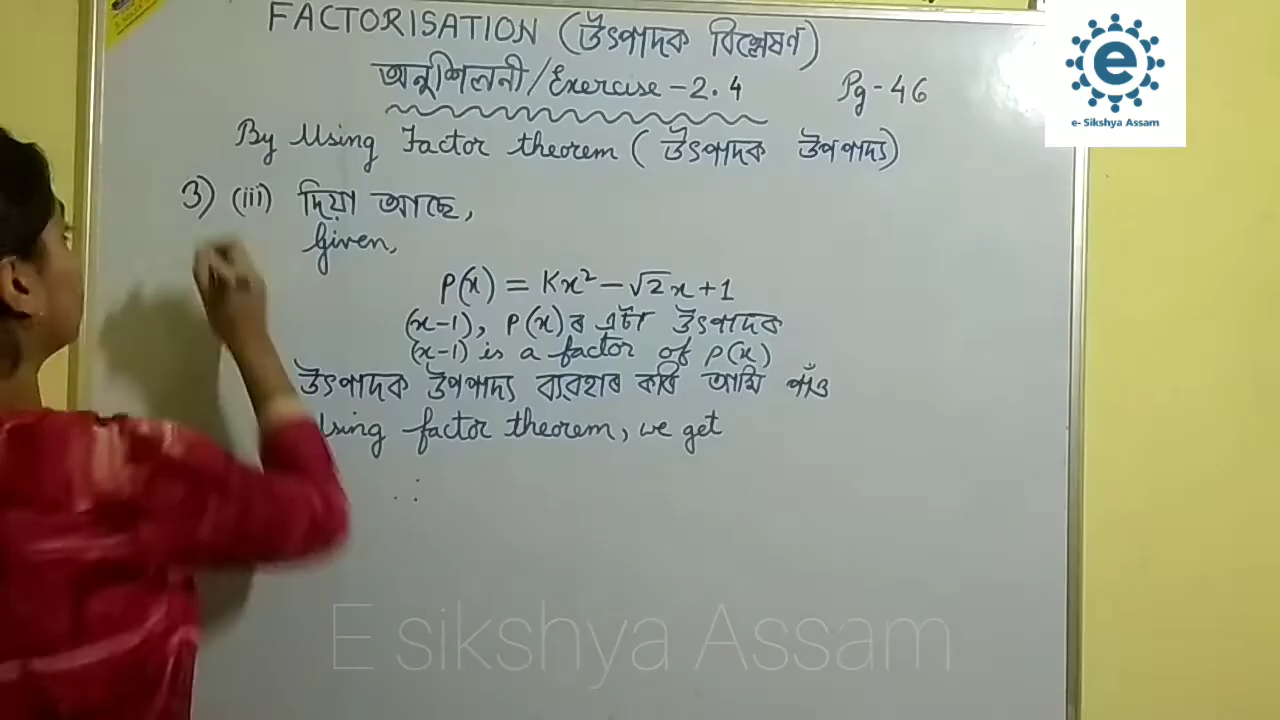 FACTORISATION (উৎপাদক বিশ্লেষণ)
অনুশিলনী/Exercise-2.4 Pg-46
By Using Factor theorem (উৎপাদক উপপাদ্য)
3) (iii) দিয়া আছে,
Given,
P(x) = Kx² - √2x + 1
(x-1), P(x)ৰ এটা উৎপাদক
(x-1) is a factor of P(x)
উৎপাদক উপপাদ্য ব্যৱহাৰ কৰি আমি পাঁও
Using factor theorem, we get
e
e- Sikshya Assam
E sikshya Assam